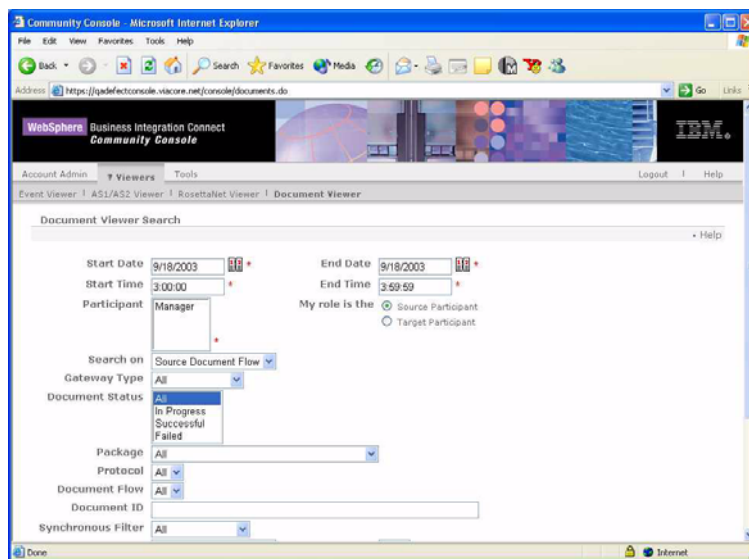 Community Console - Microsoft Internet Explorer
File Edit View Favorites Tools Help
Back Search Favorites Media
Address https://qadefectconsole.viacore.net/console/documents.do Go Links
WebSphere Business Integration Connect
Community Console
IBM
Account Admin Viewers Tools Logout | Help
Event Viewer | AS1/AS2 Viewer | RosettaNet Viewer | Document Viewer
Document Viewer Search
• Help
Start Date 9/18/2003 * End Date 9/18/2003 *
Start Time 3:00:00 * End Time 3:59:59 *
Participant Manager * My role is the Source Participant
Target Participant
Search on Source Document Flow
Gateway Type All
Document Status All
In Progress
Successful
Failed
Package All
Protocol All
Document Flow All
Document ID
Synchronous Filter All
Done Internet